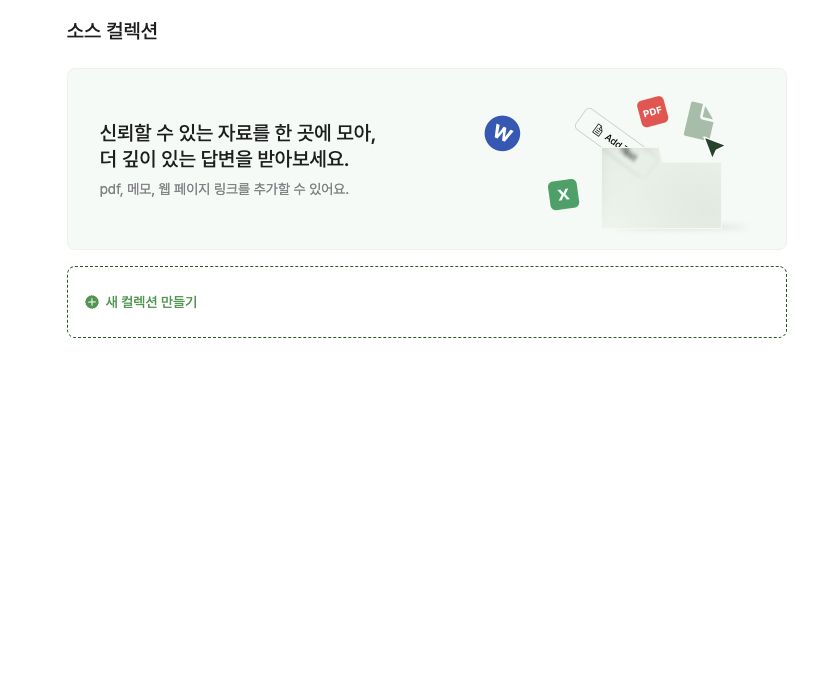 소스 컬렉션
신뢰할 수 있는 자료를 한 곳에 모아,
더 깊이 있는 답변을 받아보세요.
pdf, 메모, 웹 페이지 링크를 추가할 수 있어요.
W
PDF
Add
X
새 컬렉션 만들기